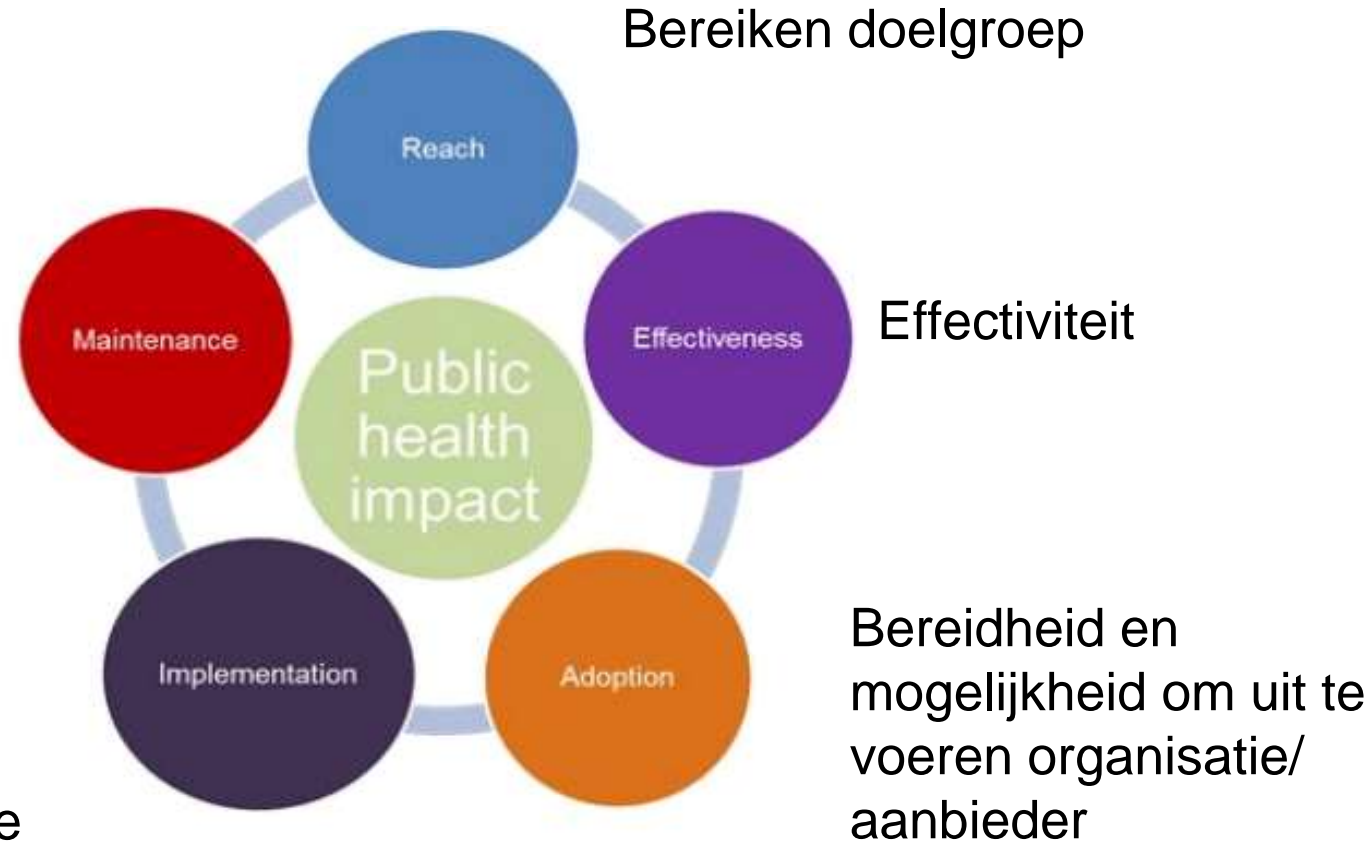 Bereiken doelgroep
Reach
Maintenance
Effectiveness
Effectiviteit
Public
health
impact
Implementation
Adoption
Bereidheid en
mogelijkheid om uit te
voeren organisatie/
aanbieder
e